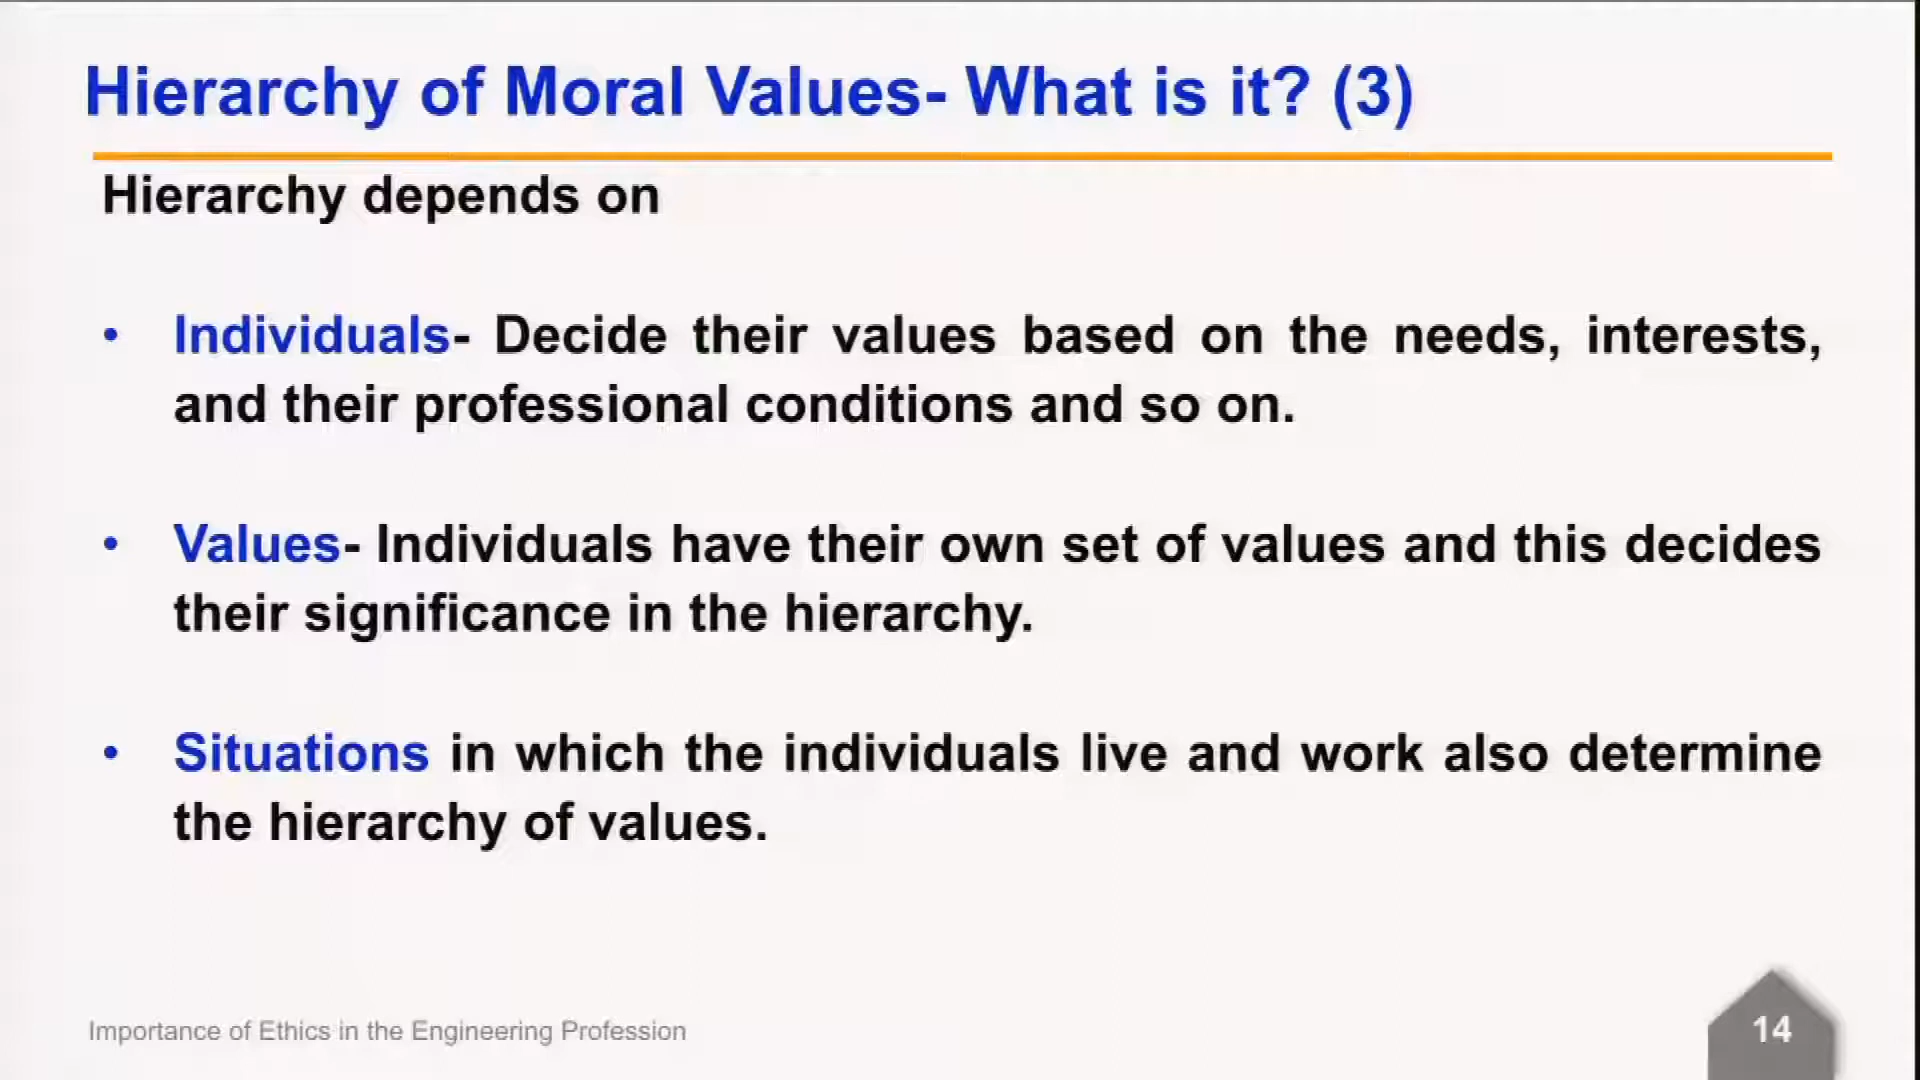 Hierarchy of Moral Values- What is it? (3)
Hierarchy depends on
• Individuals- Decide their values based on the needs, interests,
and their professional conditions and so on.
• Values- Individuals have their own set of values and this decides
their significance in the hierarchy.
• Situations in which the individuals live and work also determine
the hierarchy of values.
Importance of Ethics in the Engineering Profession
14